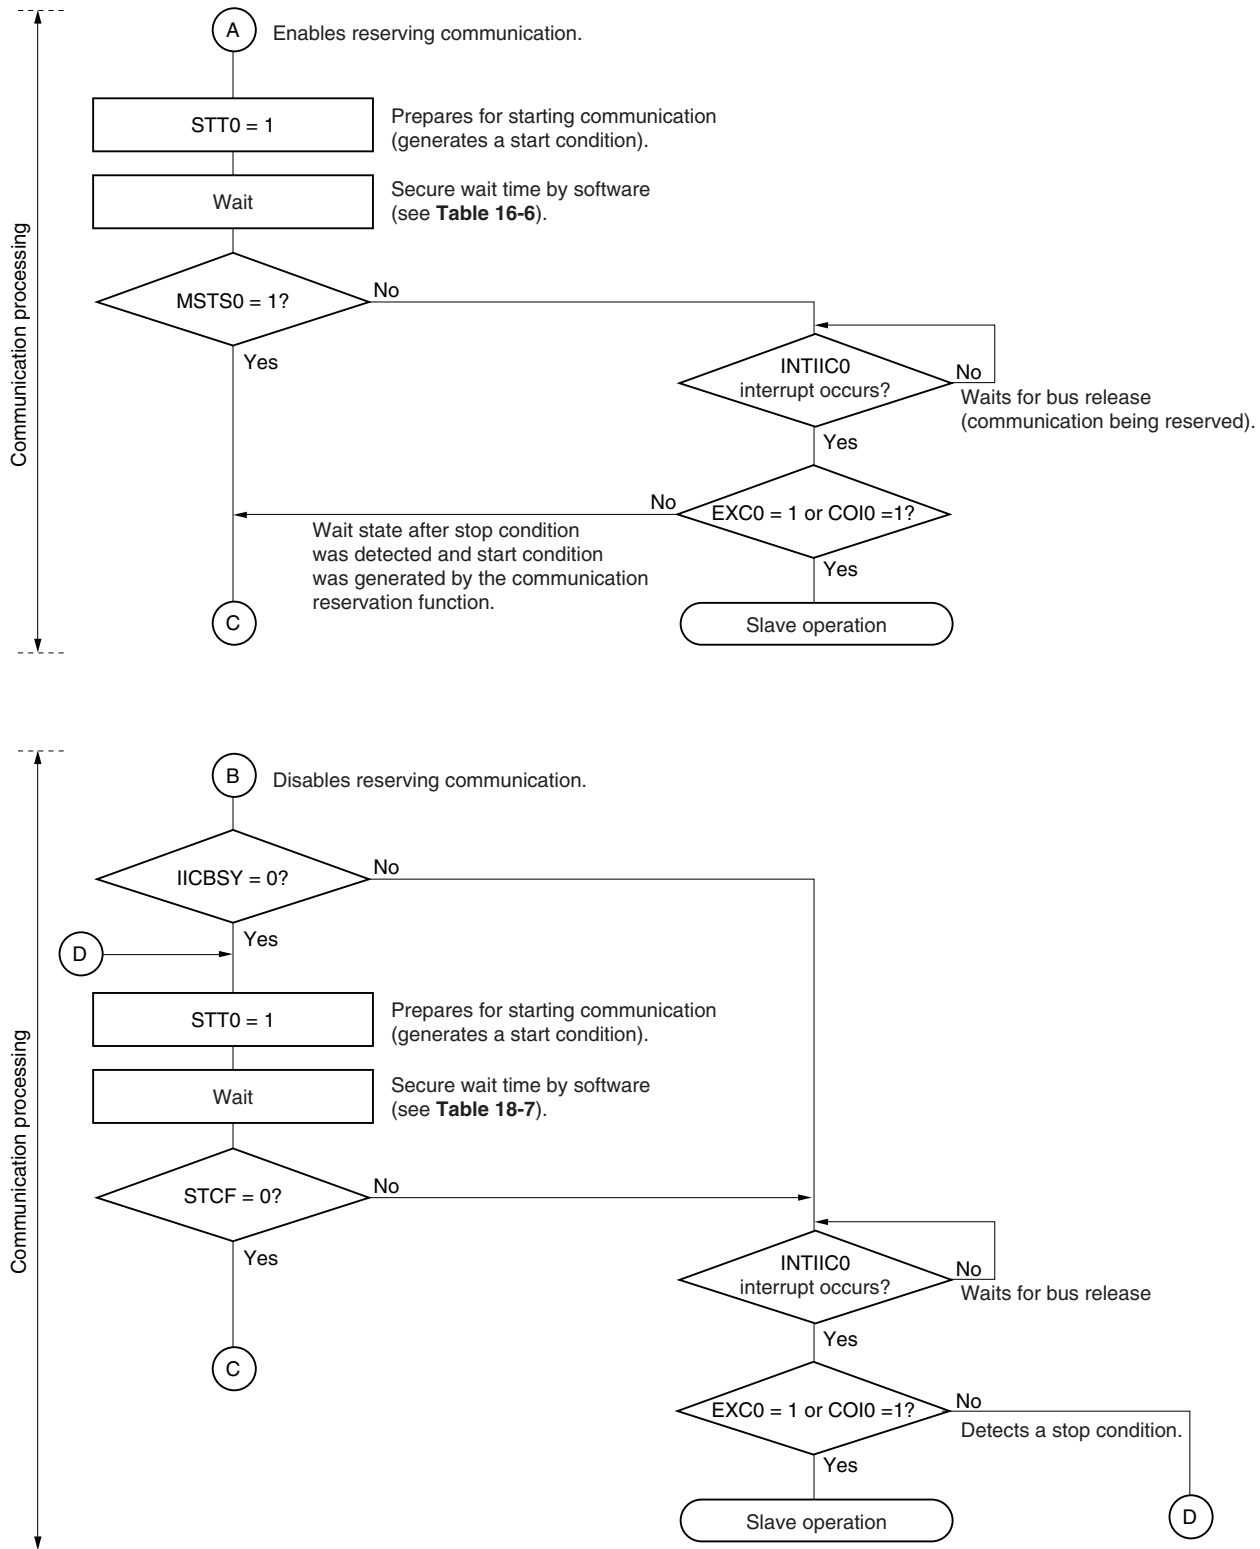 A
Enables reserving communication.
STT0 = 1
Prepares for starting communication
(generates a start condition).
Wait
Secure wait time by software
(see Table 16-6).
MSTS0 = 1?
No
Yes
INTIIC0
interrupt occurs?
No
Waits for bus release
(communication being reserved).
Yes
EXC0 = 1 or COI0 =1?
No
Wait state after stop condition
was detected and start condition
was generated by the communication
reservation function.
Yes
C
Slave operation
Communication processing
B
Disables reserving communication.
IICBSY = 0?
No
Yes
D
STT0 = 1
Prepares for starting communication
(generates a start condition).
Wait
Secure wait time by software
(see Table 18-7).
STCF = 0?
No
Yes
INTIIC0
interrupt occurs?
No
Waits for bus release
Yes
C
EXC0 = 1 or COI0 =1?
No
Detects a stop condition.
Yes
Slave operation
D
Communication processing